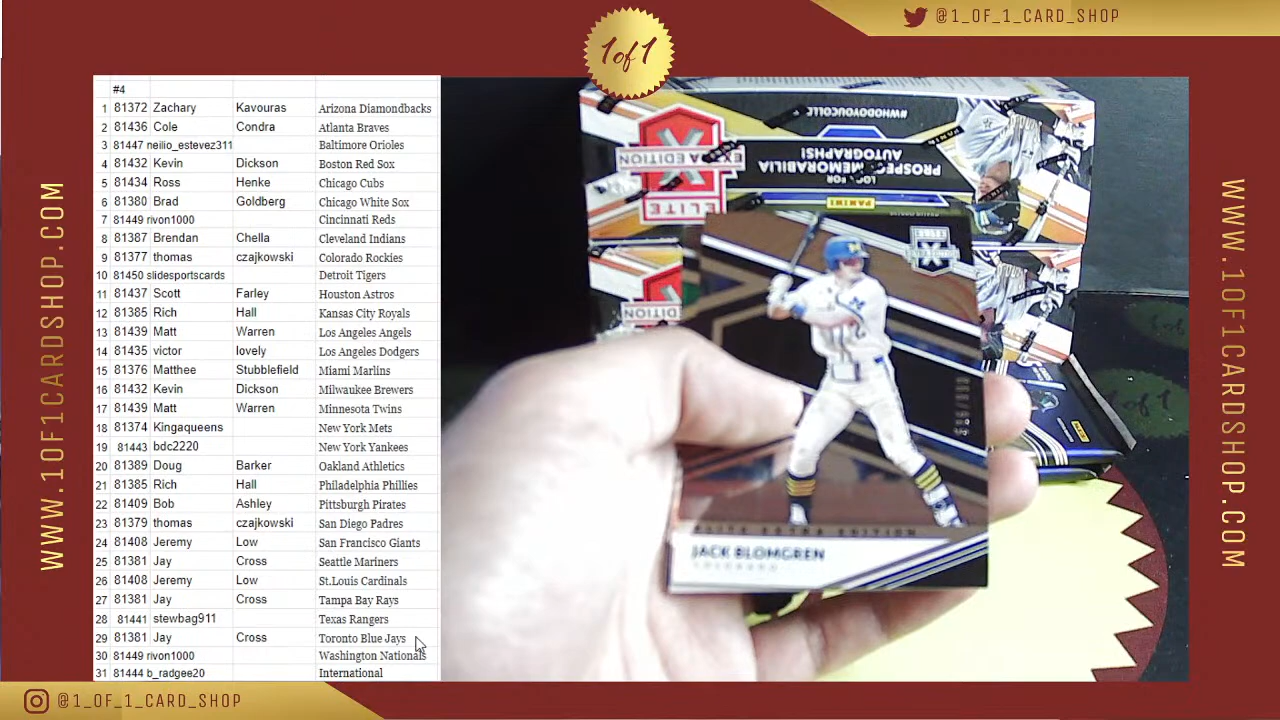 @1_OF_1_CARD_SHOP
1of1
#4
1 81372 Zachary Kavouras Arizona Diamondbacks
2 81436 Cole Condra Atlanta Braves
3 81447 neilio_estevez311 Baltimore Orioles
4 81432 Kevin Dickson Boston Red Sox
5 81434 Ross Henke Chicago Cubs
6 81380 Brad Goldberg Chicago White Sox
7 81449 rivon1000 Cincinnati Reds
8 81387 Brendan Chella Cleveland Indians
9 81377 thomas czajkowski Colorado Rockies
10 81450 slidesportscards Detroit Tigers
11 81437 Scott Farley Houston Astros
12 81385 Rich Hall Kansas City Royals
13 81439 Matt Warren Los Angeles Angels
14 81435 victor lovely Los Angeles Dodgers
15 81376 Matthee Stubblefield Miami Marlins
16 81432 Kevin Dickson Milwaukee Brewers
17 81439 Matt Warren Minnesota Twins
18 81374 Kingaqueens New York Mets
19 81443 bdc2220 New York Yankees
20 81389 Doug Barker Oakland Athletics
21 81385 Rich Hall Philadelphia Phillies
22 81409 Bob Ashley Pittsburgh Pirates
23 81379 thomas czajkowski San Diego Padres
24 81408 Jeremy Low San Francisco Giants
25 81381 Jay Cross Seattle Mariners
26 81408 Jeremy Low St.Louis Cardinals
27 81381 Jay Cross Tampa Bay Rays
28 81441 stewbag911 Texas Rangers
29 81381 Jay Cross Toronto Blue Jays
30 81449 rivon1000 Washington Nationals
31 81444 b_radgee20 International
WWW.1OF1CARDSHOP.COM
#WHODOYOUCOLL
LOOK FOR
PROSPECT MEMORABILIA
AUTOGRAPHS!
PANINI
EXTRA EDITION
ELITE
DITION
ELITE EXTRA EDITION
JACK BLOMGREN
COLORADO
WWW.1OF1CARDSHOP.COM
@1_OF_1_CARD_SHOP